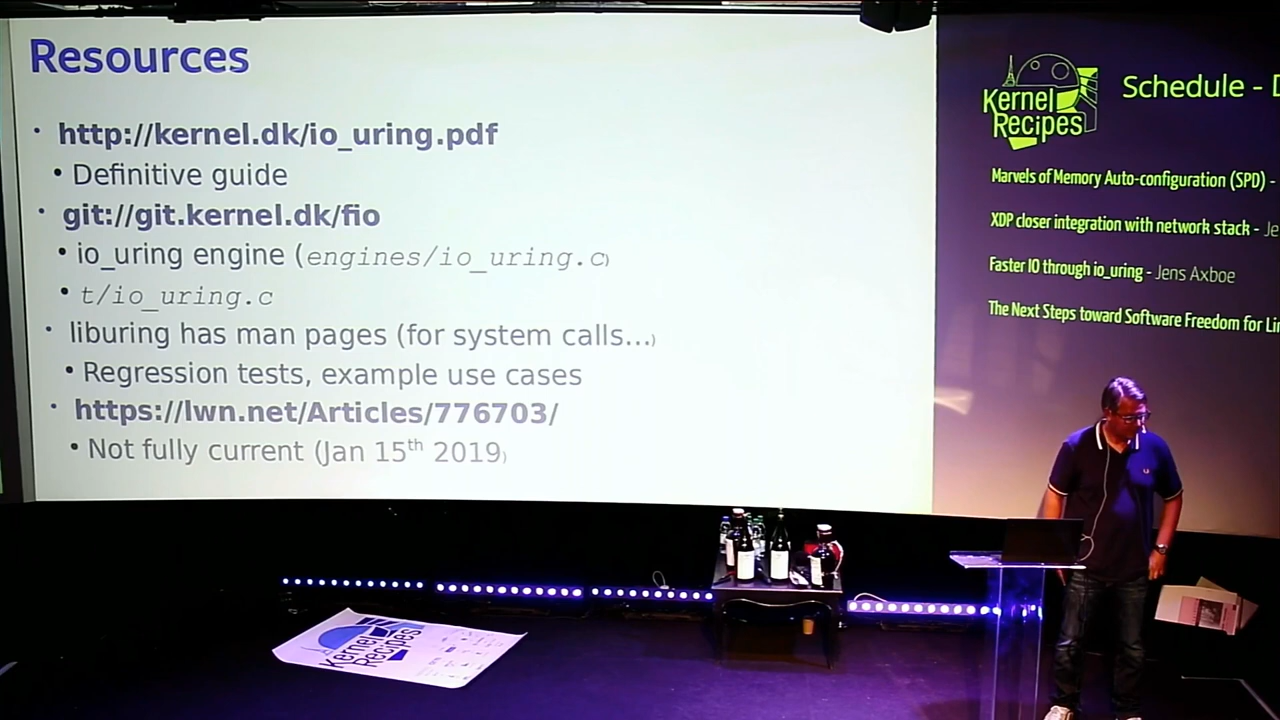 Resources
• http://kernel.dk/io_uring.pdf
• Definitive guide
• git://git.kernel.dk/fio
• io_uring engine (engines/io_uring.c)
• t/io_uring.c
• liburing has man pages (for system calls...)
• Regression tests, example use cases
• https://lwn.net/Articles/776703/
• Not fully current (Jan 15th 2019)
Kernel
Recipes
Schedule - D
Marvels of Memory Auto-configuration (SPD) -
XDP closer integration with network stack - Je
Faster IO through io_uring - Jens Axboe
The Next Steps toward Software Freedom for Li
Kernel
Recipes